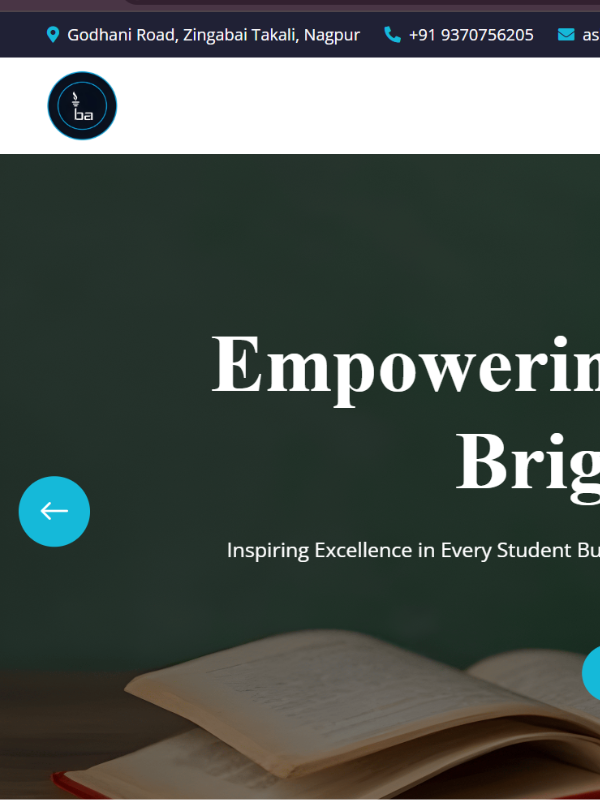 Godhani Road, Zingabai Takali, Nagpur +91 9370756205 as
ba
Empowerin
Brig
Inspiring Excellence in Every Student Bu